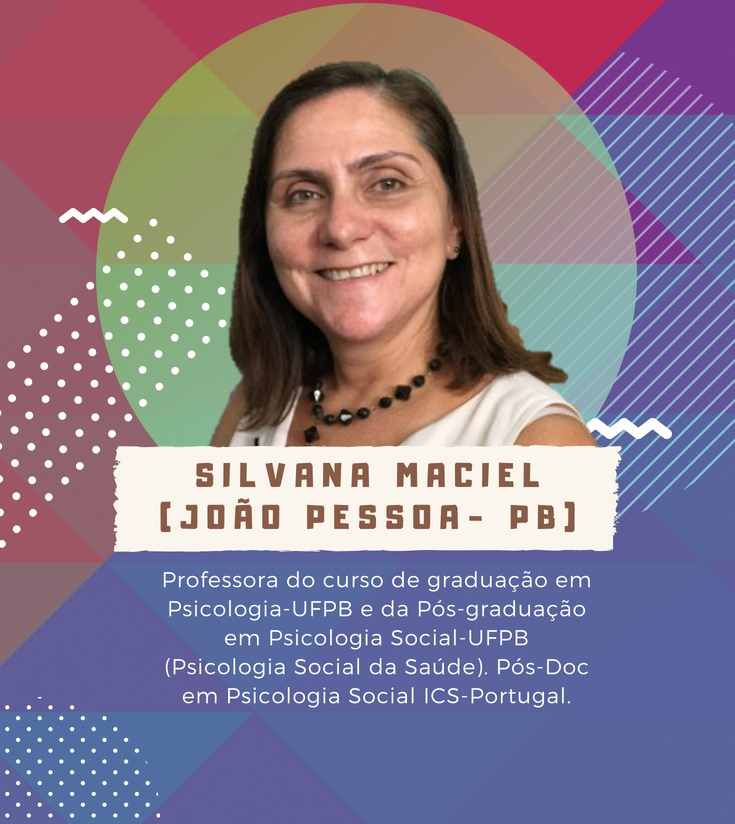 SILVANA MACIEL
[JOÃO PESSOA- PB]
Professora do curso de graduação em
Psicologia-UFPB e da Pós-graduação
em Psicologia Social-UFPB
(Psicologia Social da Saúde). Pós-Doc
em Psicologia Social ICS-Portugal.